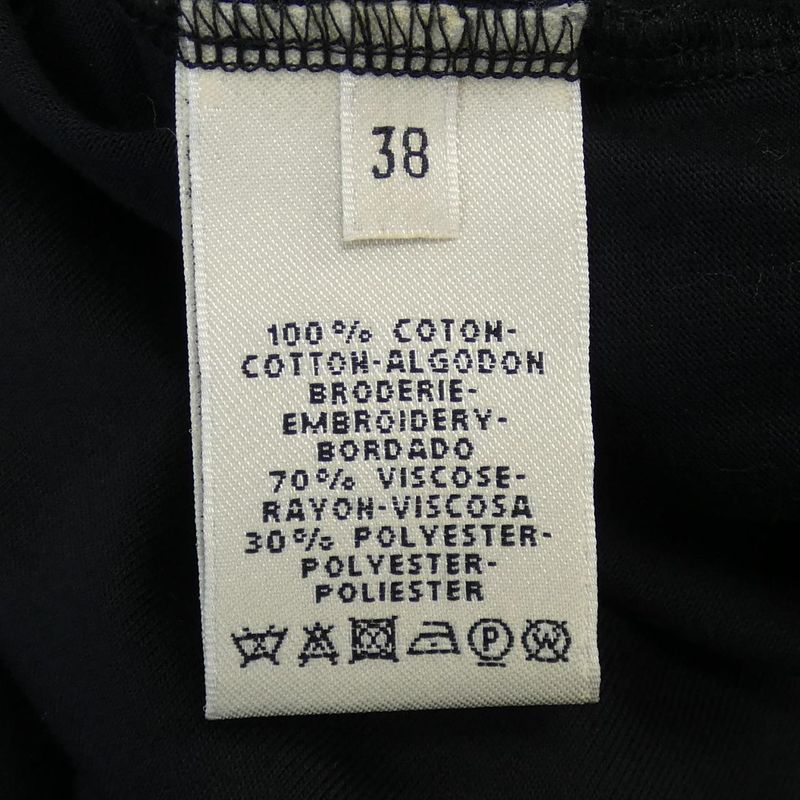 38
100% COTON-
COTTON-ALGODON
BRODERIE-
EMBROIDERY-
BORDADO
70% VISCOSE-
RAYON-VISCOSA
30% POLYESTER-
POLYESTER-
POLIESTER
P W